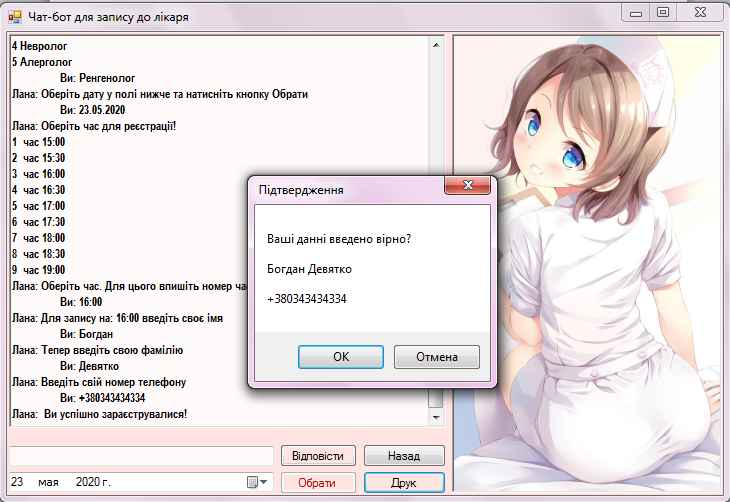 Чат-бот для запису до лікаря
4 Невролог
5 Алерголог
Ви: Ренгенолог
Лана: Оберіть дату у полі нижче та натисніть кнопку Обрати
Ви: 23.05.2020
Лана: Оберіть час для реєстрації!
1 час 15:00
2 час 15:30
3 час 16:00
4 час 16:30
5 час 17:00
6 час 17:30
7 час 18:00
8 час 18:30
9 час 19:00
Лана: Оберіть час. Для цього впишіть номер час
Ви: 16:00
Лана: Для запису на: 16:00 введіть своє імя
Ви: Богдан
Лана: Тепер введіть свою фамілію
Ви: Девятко
Лана: Введіть свій номер телефону
Ви: +380343434334
Лана: Ви успішно зараєструвалися!
Підтвердження
Ваші данні введено вірно?
Богдан Девятко
+380343434334
OK
Отмена
Відповісти
Назад
23 мая 2020 г.
Обрати
Друк